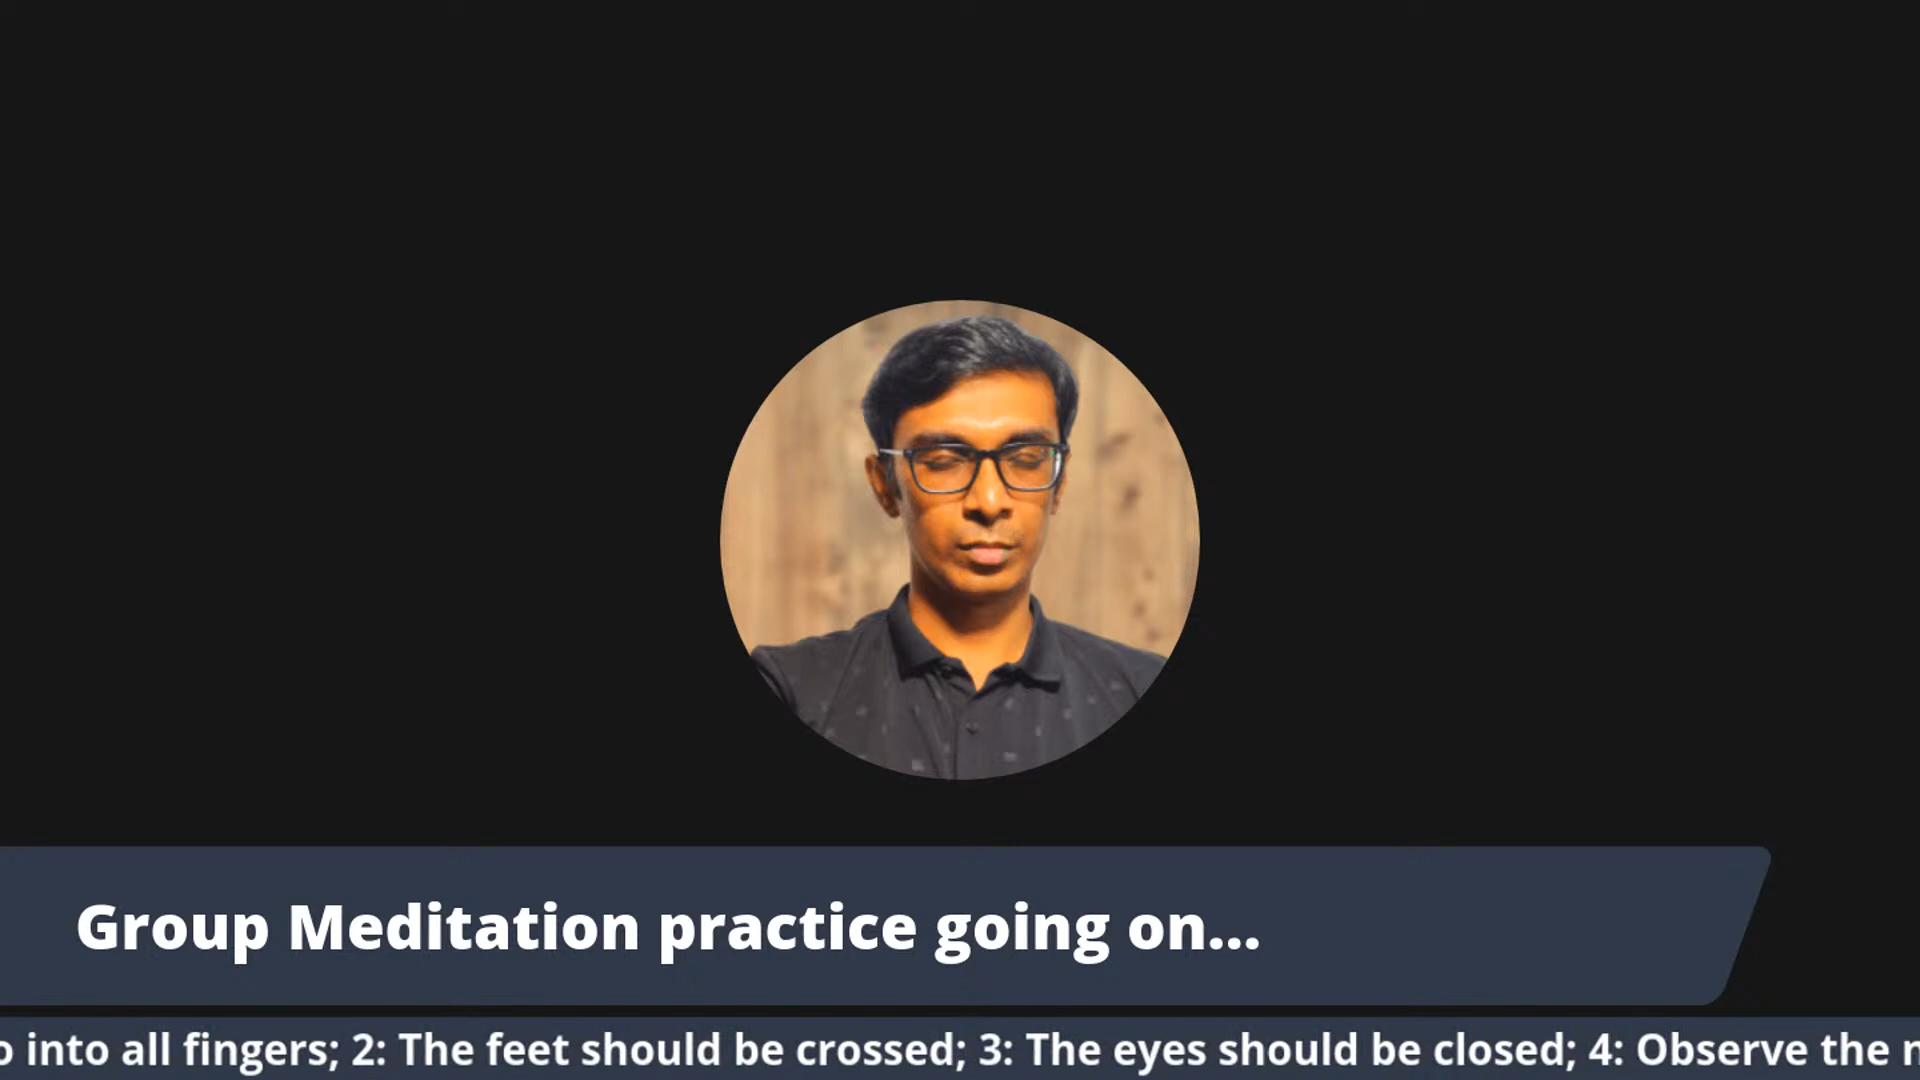 Group Meditation practice going on...
into all fingers; 2: The feet should be crossed; 3: The eyes should be closed; 4: Observe the